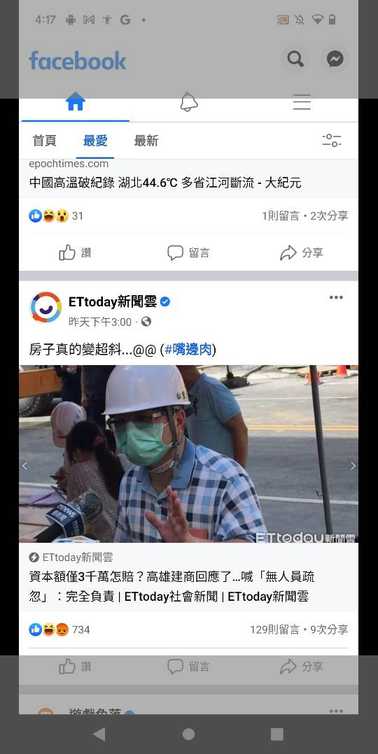 4:17
facebook
首頁 最愛 最新
epochtimes.com
中國高溫破紀錄 湖北44.6℃ 多省江河斷流 - 大紀元
31 1則留言・2次分享
讚 留言 分享
ETtoday新聞雲
昨天下午3:00 ·
房子真的變超斜...@@ (#嘴邊肉)
ETtoday新聞雲
ETtoday新聞雲
資本額僅3千萬怎賠？高雄建商回應了...喊「無人員疏
忽」：完全負責 | ETtoday社會新聞 | ETtoday新聞雲
734 129則留言・9次分享
讚 留言 分享